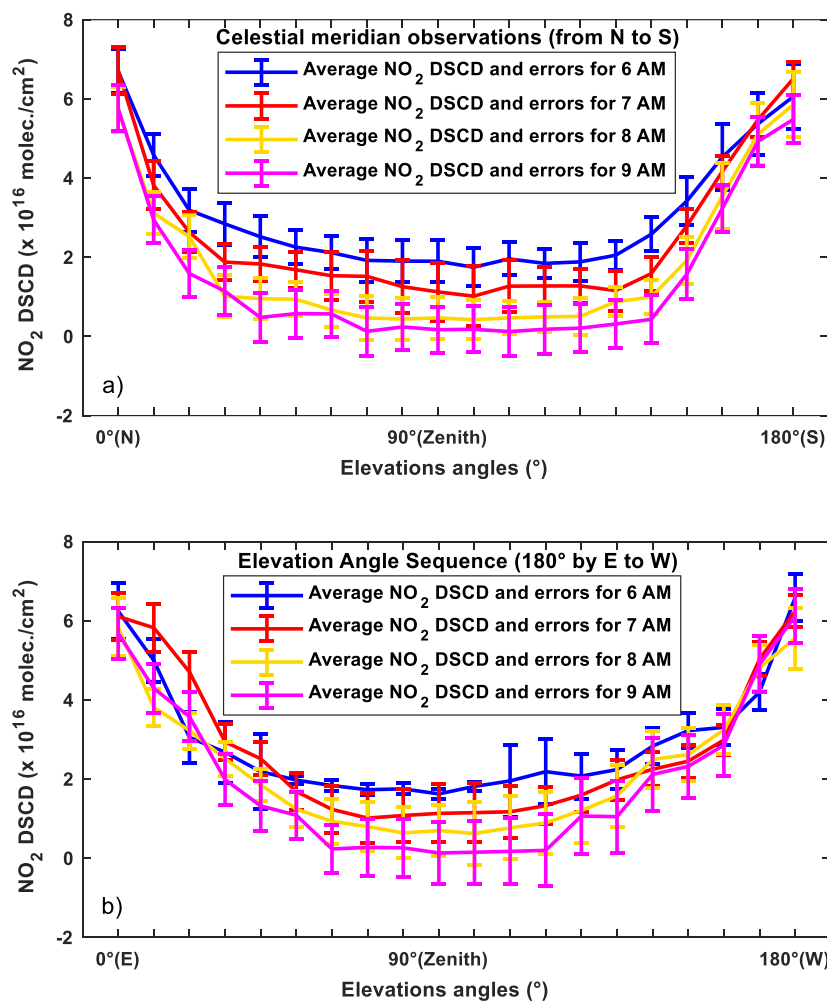 8
6
4
2
0
-2
NO2 DSCD (x 10^16 molec./cm^2)
Celestial meridian observations (from N to S)
Average NO2 DSCD and errors for 6 AM
Average NO2 DSCD and errors for 7 AM
Average NO2 DSCD and errors for 8 AM
Average NO2 DSCD and errors for 9 AM
a)
0°(N) 90°(Zenith) 180°(S)
Elevations angles (°)
8
6
4
2
0
-2
NO2 DSCD (x 10^16 molec./cm^2)
Elevation Angle Sequence (180° by E to W)
Average NO2 DSCD and errors for 6 AM
Average NO2 DSCD and errors for 7 AM
Average NO2 DSCD and errors for 8 AM
Average NO2 DSCD and errors for 9 AM
b)
0°(E) 90°(Zenith) 180°(W)
Elevations angles (°)